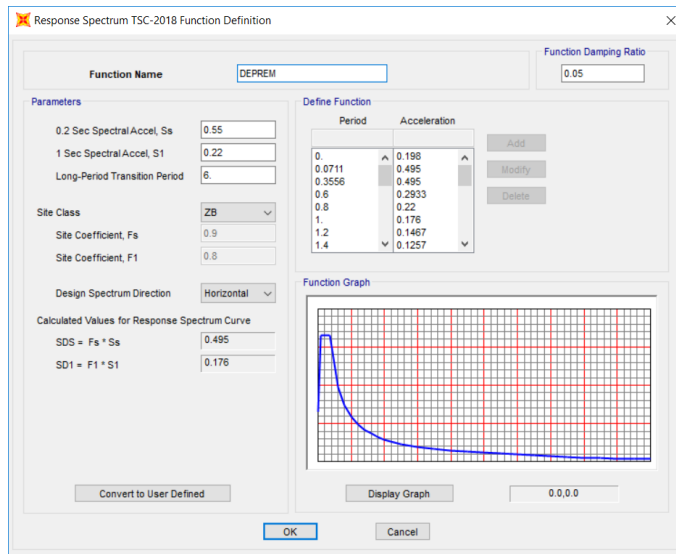 Response Spectrum TSC-2018 Function Definition
Function Damping Ratio
Function Name DEPREM 0.05
Parameters
0.2 Sec Spectral Accel, Ss 0.55
1 Sec Spectral Accel, S1 0.22
Long-Period Transition Period 6.
Site Class ZB
Site Coefficient, Fs 0.9
Site Coefficient, F1 0.8
Design Spectrum Direction Horizontal
Calculated Values for Response Spectrum Curve
SDS = Fs * Ss 0.495
SD1 = F1 * S1 0.176
Convert to User Defined
Define Function
Period Acceleration
0. 0.198
0.0711 0.495
0.3556 0.495
0.6 0.2933
0.8 0.22
1. 0.176
1.2 0.1467
1.4 0.1257
Add
Modify
Delete
Function Graph
Display Graph 0.0,0.0
OK Cancel